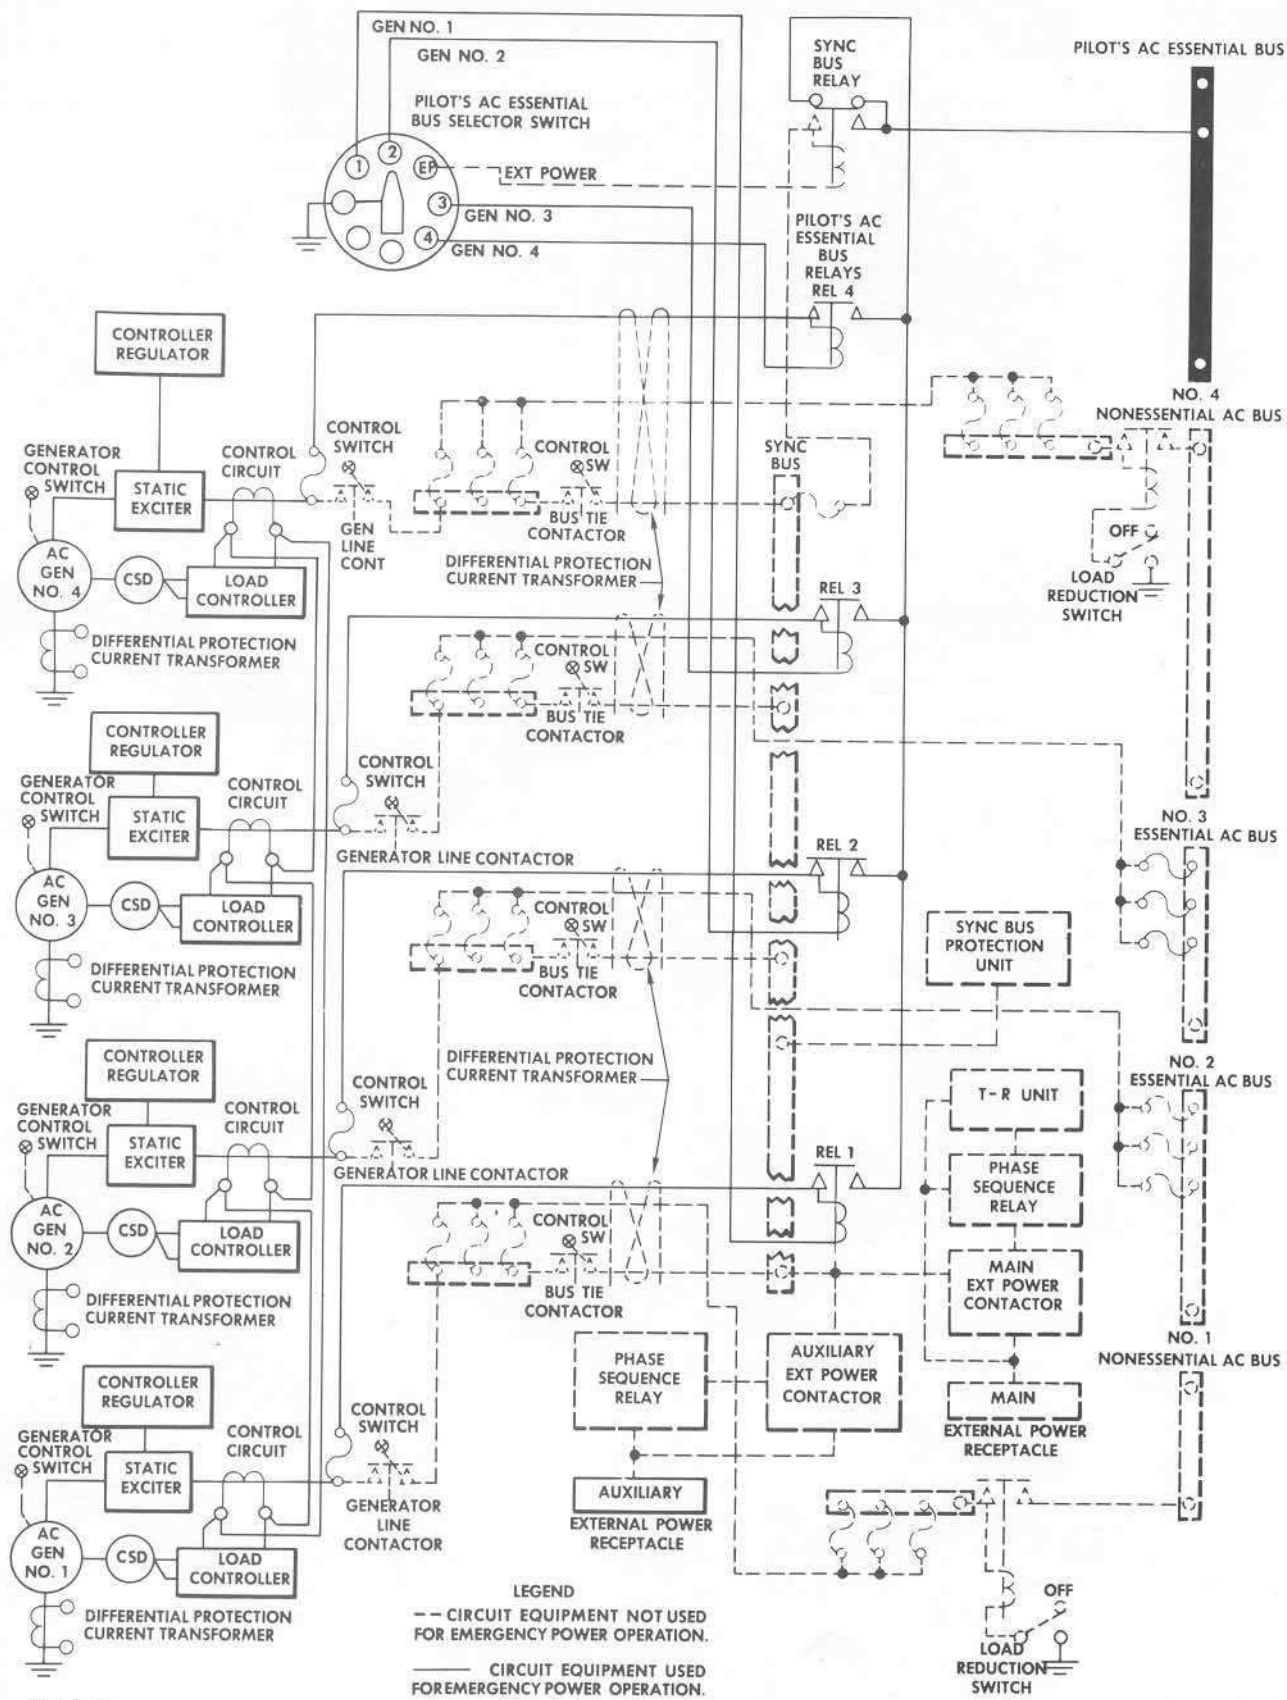 GEN NO. 1
GEN NO. 2
PILOT'S AC ESSENTIAL
BUS SELECTOR SWITCH
1
2
EP
3
4
EXT POWER
GEN NO. 3
GEN NO. 4
SYNC
BUS
RELAY
PILOT'S AC ESSENTIAL BUS
PILOT'S AC
ESSENTIAL
BUS
RELAYS
REL 4
CONTROLLER
REGULATOR
GENERATOR
CONTROL
SWITCH
STATIC
EXCITER
CONTROL
CIRCUIT
CONTROL
SWITCH
GEN
LINE
CONT
AC
GEN
NO. 4
CSD
LOAD
CONTROLLER
DIFFERENTIAL PROTECTION
CURRENT TRANSFORMER
CONTROL
SW
BUS TIE
CONTACTOR
DIFFERENTIAL PROTECTION
CURRENT TRANSFORMER
SYNC
BUS
NO. 4
NONESSENTIAL AC BUS
OFF
LOAD
REDUCTION
SWITCH
REL 3
CONTROL
SW
BUS TIE
CONTACTOR
CONTROLLER
REGULATOR
GENERATOR
CONTROL
SWITCH
STATIC
EXCITER
CONTROL
CIRCUIT
CONTROL
SWITCH
GENERATOR LINE CONTACTOR
AC
GEN
NO. 3
CSD
LOAD
CONTROLLER
DIFFERENTIAL PROTECTION
CURRENT TRANSFORMER
NO. 3
ESSENTIAL AC BUS
REL 2
CONTROL
SW
BUS TIE
CONTACTOR
SYNC BUS
PROTECTION
UNIT
DIFFERENTIAL PROTECTION
CURRENT TRANSFORMER
CONTROLLER
REGULATOR
GENERATOR
CONTROL
SWITCH
STATIC
EXCITER
CONTROL
CIRCUIT
CONTROL
SWITCH
GENERATOR LINE CONTACTOR
AC
GEN
NO. 2
CSD
LOAD
CONTROLLER
DIFFERENTIAL PROTECTION
CURRENT TRANSFORMER
NO. 2
ESSENTIAL AC BUS
T-R UNIT
PHASE
SEQUENCE
RELAY
MAIN
EXT POWER
CONTACTOR
MAIN
EXTERNAL POWER
RECEPTACLE
REL 1
CONTROL
SW
BUS TIE
CONTACTOR
PHASE
SEQUENCE
RELAY
AUXILIARY
EXT POWER
CONTACTOR
AUXILIARY
EXTERNAL POWER
RECEPTACLE
NO. 1
NONESSENTIAL AC BUS
CONTROLLER
REGULATOR
GENERATOR
CONTROL
SWITCH
STATIC
EXCITER
CONTROL
CIRCUIT
CONTROL
SWITCH
GENERATOR
LINE
CONTACTOR
AC
GEN
NO. 1
CSD
LOAD
CONTROLLER
DIFFERENTIAL PROTECTION
CURRENT TRANSFORMER
OFF
LOAD
REDUCTION
SWITCH
LEGEND
-- CIRCUIT EQUIPMENT NOT USED
FOR EMERGENCY POWER OPERATION.
—— CIRCUIT EQUIPMENT USED
FOREMERGENCY POWER OPERATION.